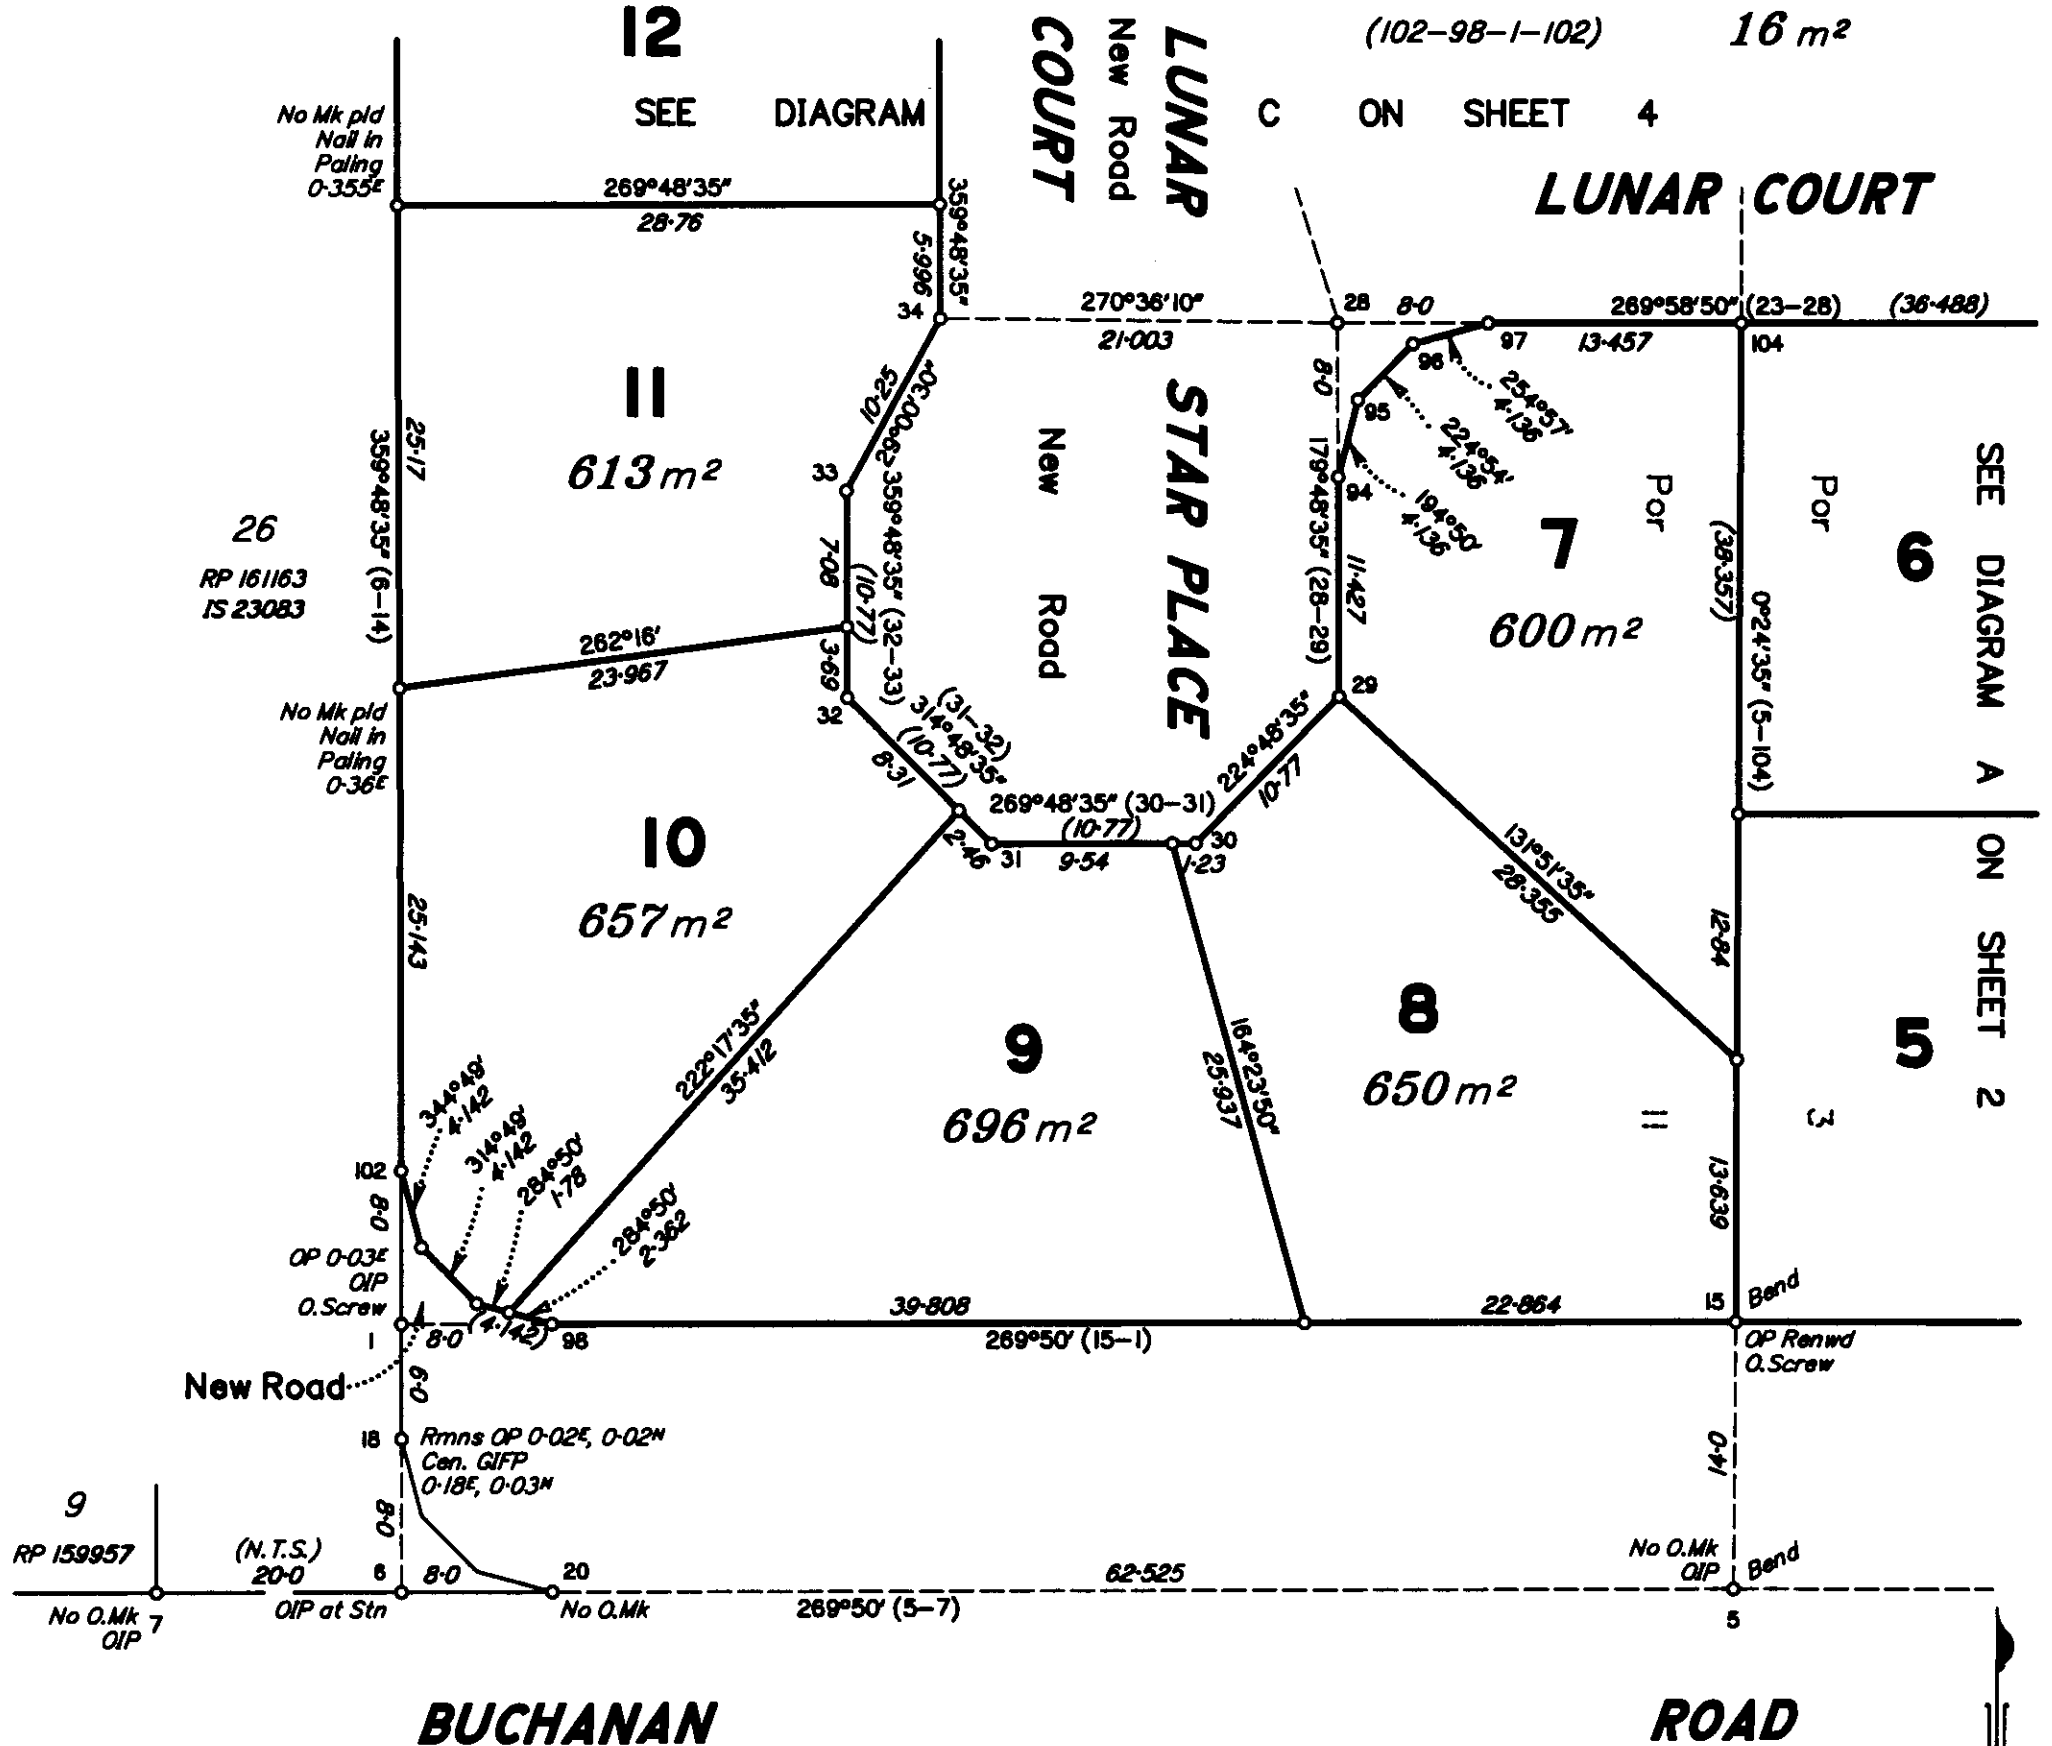 12
(102–98–1–102)
16 m²
LUNAR
COURT
New Road
SEE DIAGRAM C ON SHEET 4
No Mk pld
Nail in
Paling
0·355E
LUNAR COURT
269°48'35"
28·76
359°48'35"
5·996
34
270°36'10"
21·003
28
8·0
269°58'50" (23–28)
(36·488)
97
13·457
104
96
95
94
254°57'
4·136
224°54'
4·136
194°50'
4·136
8·0
179°48'35" (28–29)
11·427
29
11
613 m²
10·25
29°00'30"
33
7·08
(10·77)
359°48'35" (32–33)
3·69
32
25·17
359°48'35" (6–14)
26
RP 161163
IS 23083
262°16'
23·967
STAR PLACE
New Road
7
600 m²
Por
Por
(38·357)
0°24'35" (5–104)
6
SEE DIAGRAM A ON SHEET 2
No Mk pld
Nail in
Paling
0·36E
(31–32)
314°48'35"
(10·77)
8·31
2·46
31
269°48'35" (30–31)
(10·77)
9·54
1·23
30
224°48'35"
10·77
131°51'35"
28·355
12·84
10
657 m²
25·143
222°17'35"
35·412
9
696 m²
164°23'50"
25·937
8
650 m²
11
3
5
13·639
344°49'
4·142
314°49'
4·142
284°50'
1·78
284°50'
2·362
102
8·0
OP 0·03E
OIP
O.Screw
1
8·0
(4·142)
98
39·808
269°50' (15–1)
22·864
15
Bend
OP Renwd
O.Screw
New Road
6·0
18
Rmns OP 0·02E, 0·02N
Cen. GIFP
0·18E, 0·03N
14·0
9
RP 159957
(N.T.S.)
20·0
8·0
6
8·0
20
62·525
No O.Mk
OIP
Bend
No O.Mk
OIP
7
OIP at Stn
No O.Mk
269°50' (5–7)
5
BUCHANAN ROAD